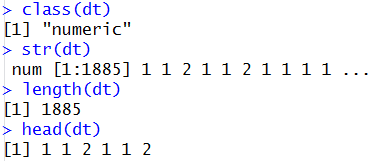 > class(dt)
[1] "numeric"
> str(dt)
 num [1:1885] 1 1 2 1 1 2 1 1 1 1 ...
> length(dt)
[1] 1885
> head(dt)
[1] 1 1 2 1 1 2